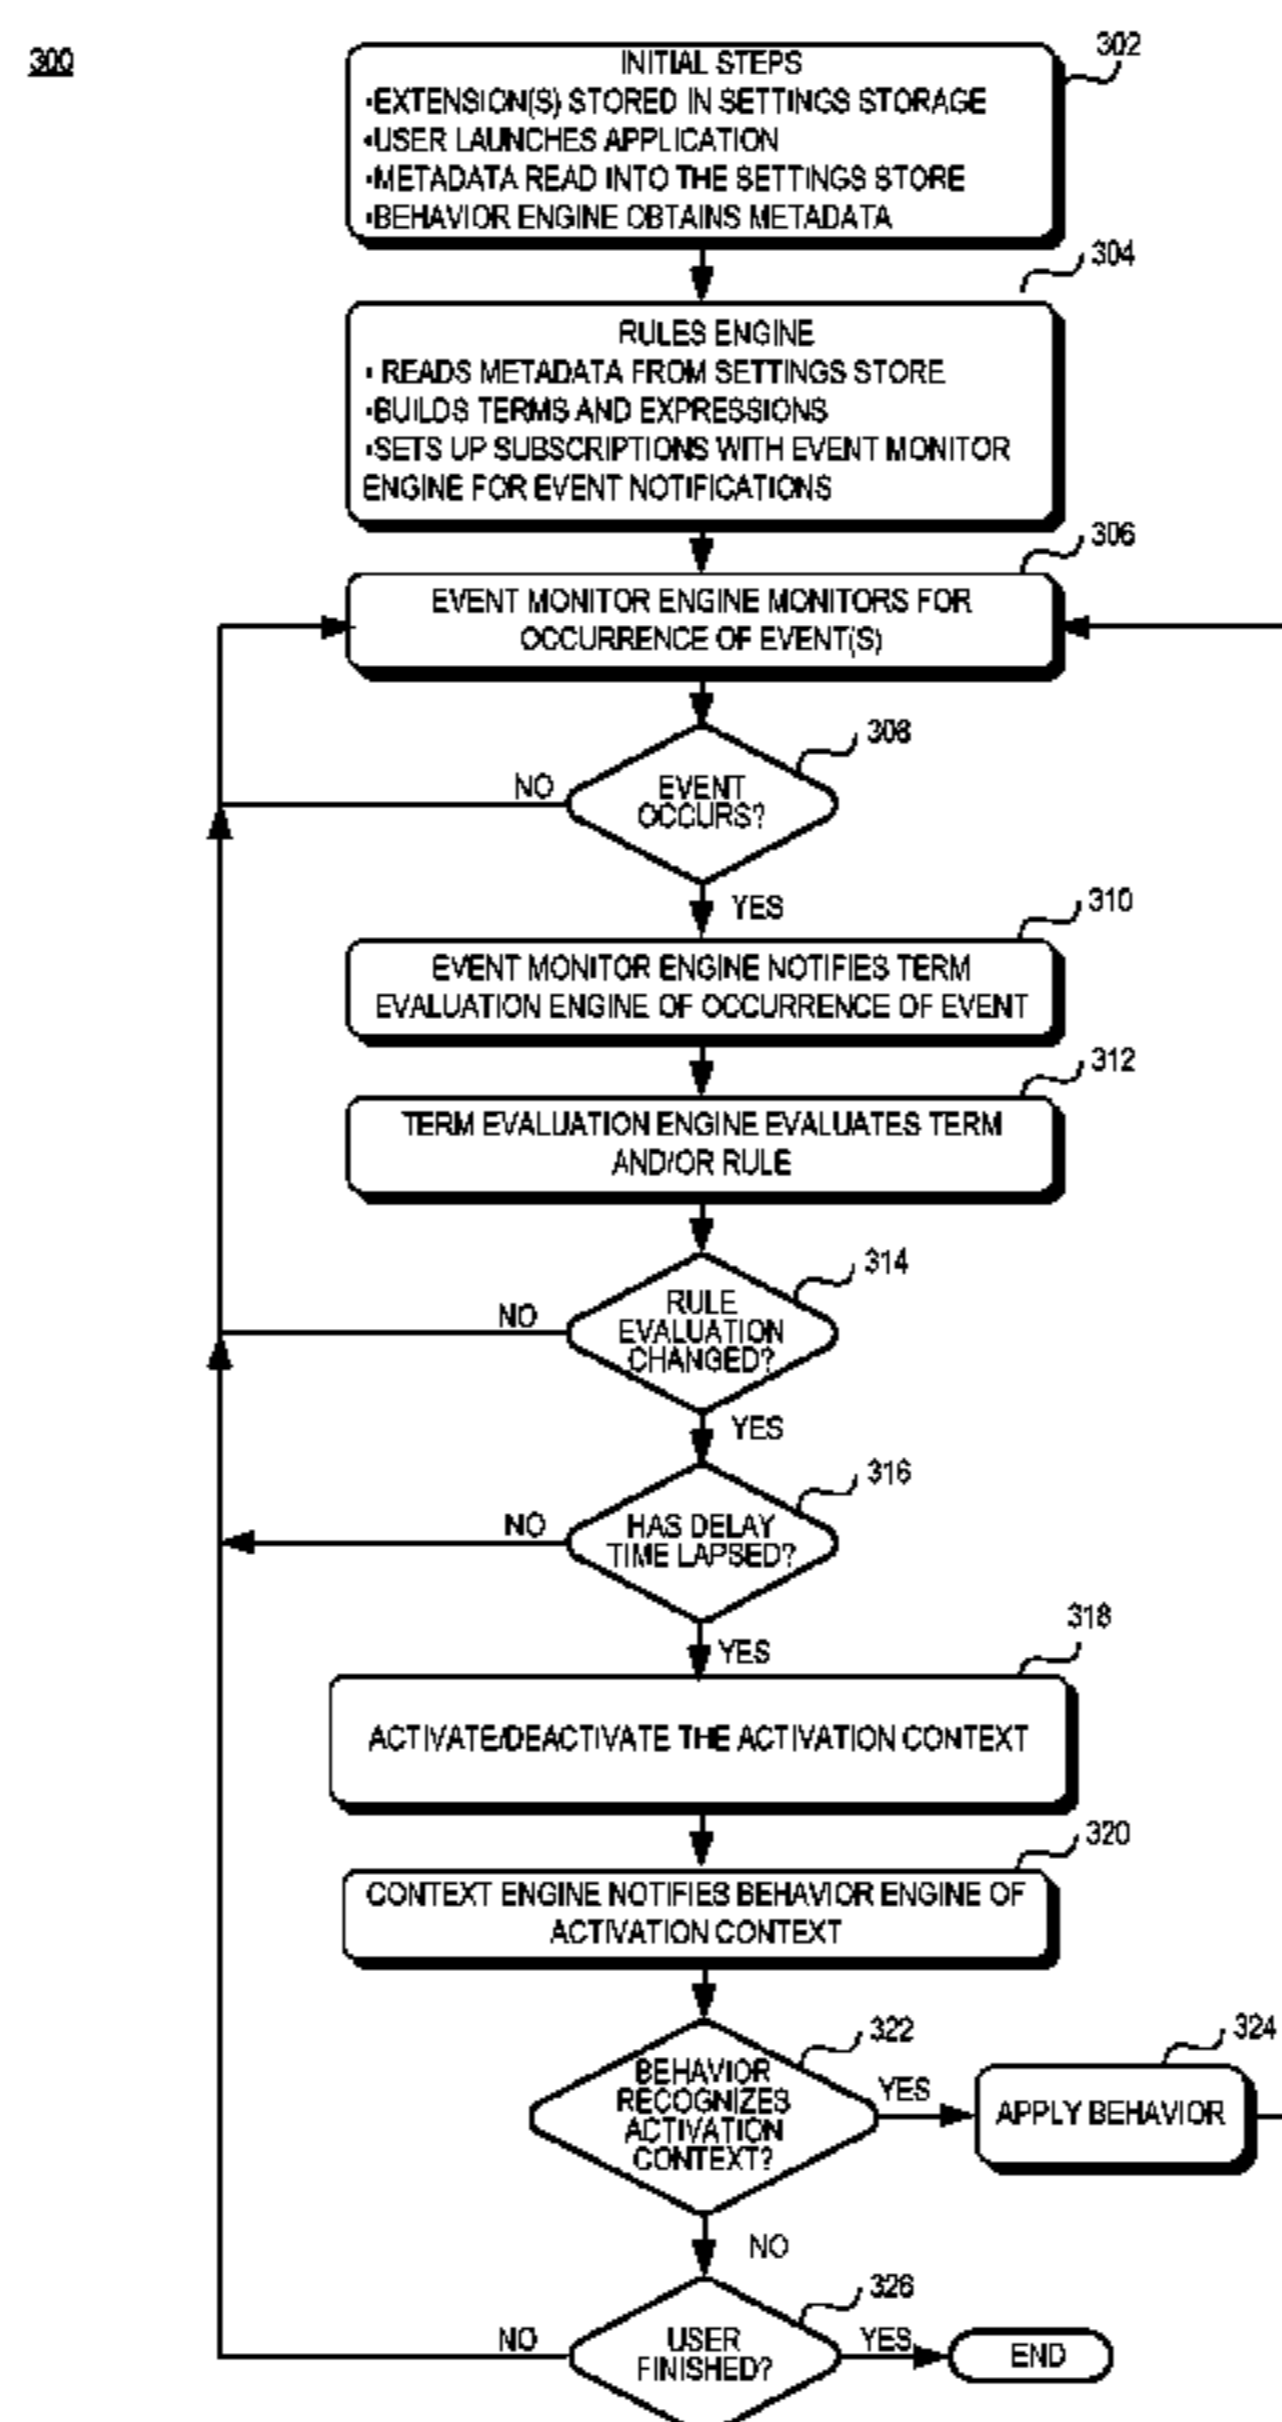 300
302
INITIAL STEPS
•EXTENSION(S) STORED IN SETTINGS STORAGE
•USER LAUNCHES APPLICATION
•METADATA READ INTO THE SETTINGS STORE
•BEHAVIOR ENGINE OBTAINS METADATA
304
RULES ENGINE
• READS METADATA FROM SETTINGS STORE
•BUILDS TERMS AND EXPRESSIONS
•SETS UP SUBSCRIPTIONS WITH EVENT MONITOR
ENGINE FOR EVENT NOTIFICATIONS
306
EVENT MONITOR ENGINE MONITORS FOR
OCCURRENCE OF EVENT(S)
308
EVENT
OCCURS?
NO
YES
310
EVENT MONITOR ENGINE NOTIFIES TERM
EVALUATION ENGINE OF OCCURRENCE OF EVENT
312
TERM EVALUATION ENGINE EVALUATES TERM
AND/OR RULE
314
RULE
EVALUATION
CHANGED?
NO
YES
316
HAS DELAY
TIME LAPSED?
NO
YES
318
ACTIVATE/DEACTIVATE THE ACTIVATION CONTEXT
320
CONTEXT ENGINE NOTIFIES BEHAVIOR ENGINE OF
ACTIVATION CONTEXT
322
BEHAVIOR
RECOGNIZES
ACTIVATION
CONTEXT?
YES
324
APPLY BEHAVIOR
NO
326
USER
FINISHED?
NO
YES
END